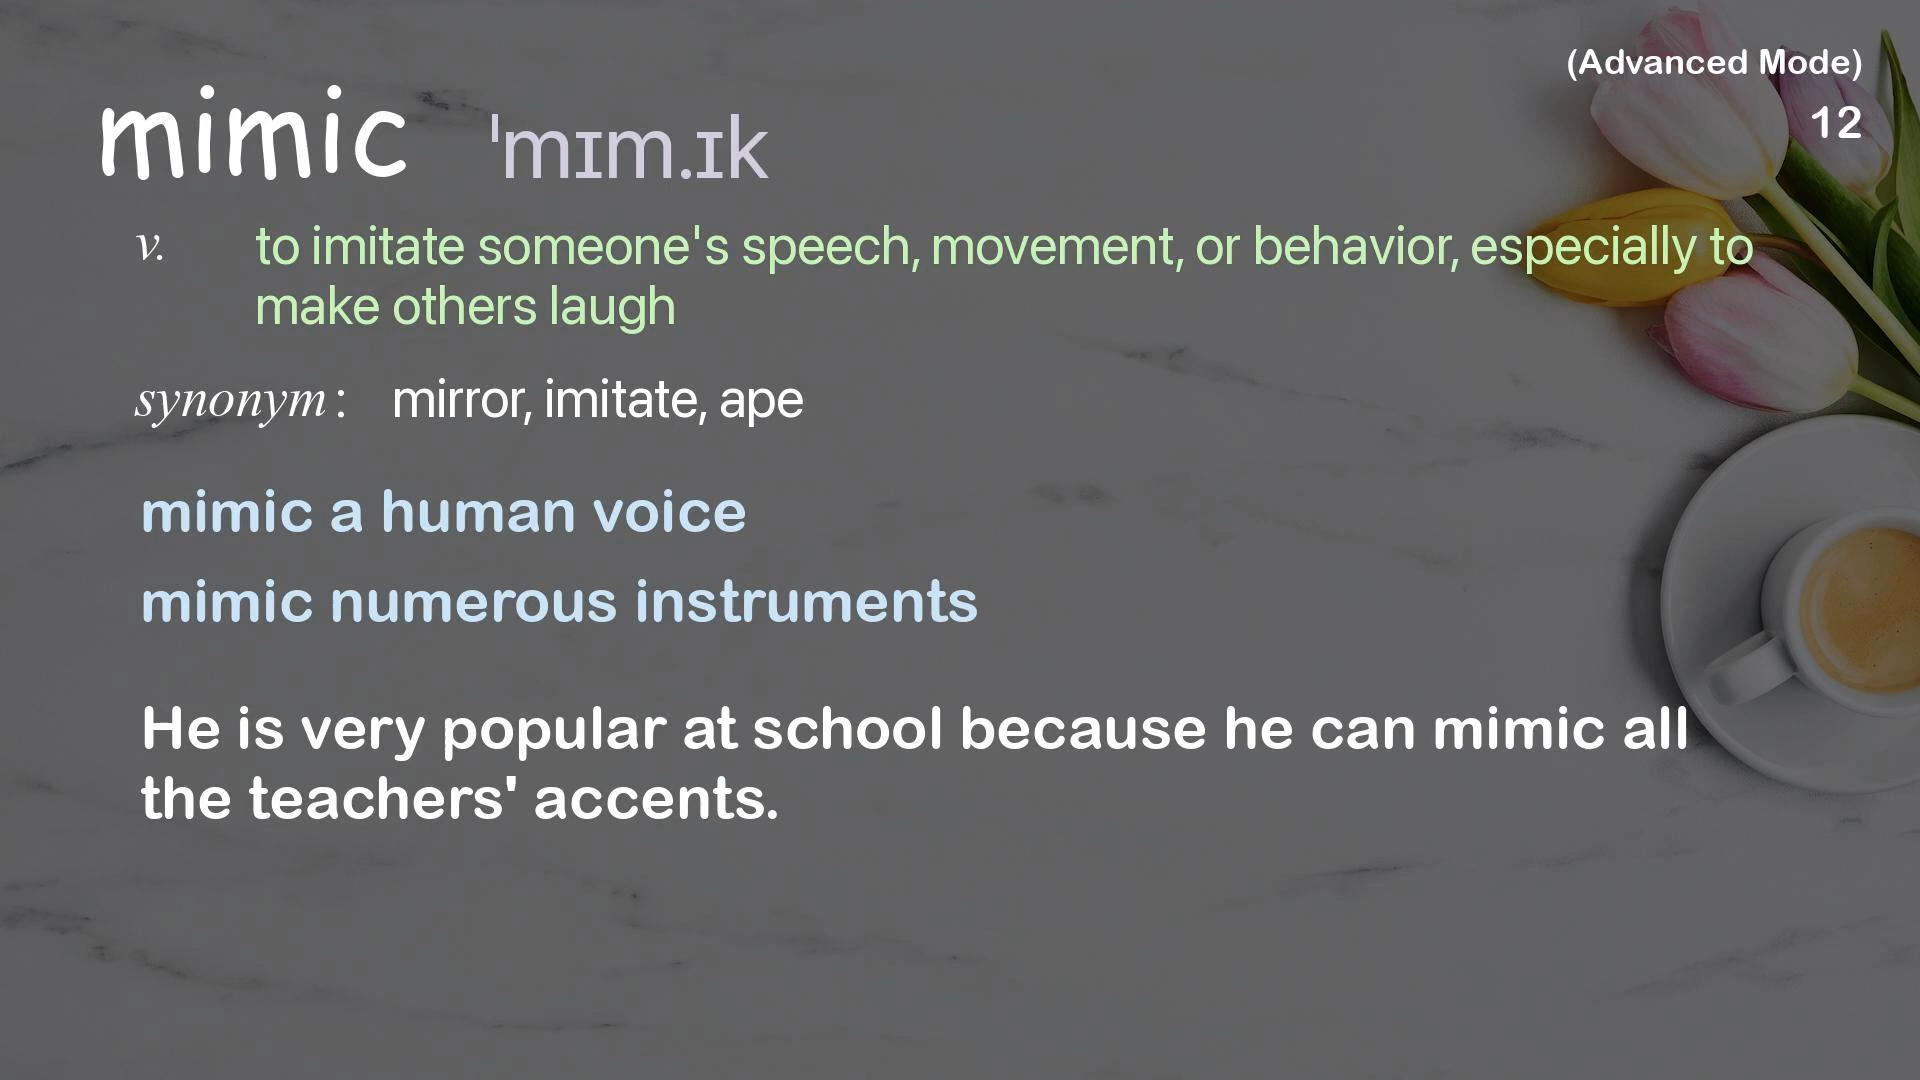 (Advanced Mode)
12
mimic ˈmɪm.ɪk
v. to imitate someone's speech, movement, or behavior, especially to
make others laugh
synonym : mirror, imitate, ape
mimic a human voice
mimic numerous instruments
He is very popular at school because he can mimic all
the teachers' accents.